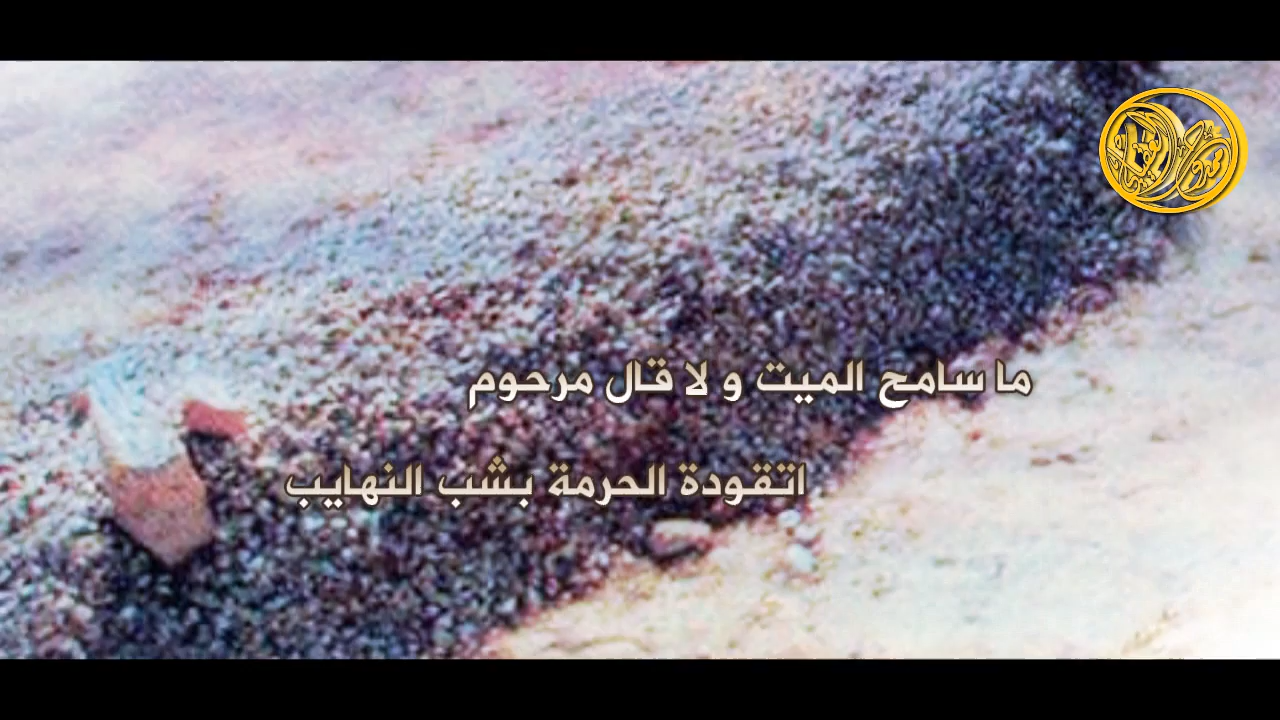 ما سامح الميت و لا قال مرحوم
اتقودة الحرمة بشب النهايب